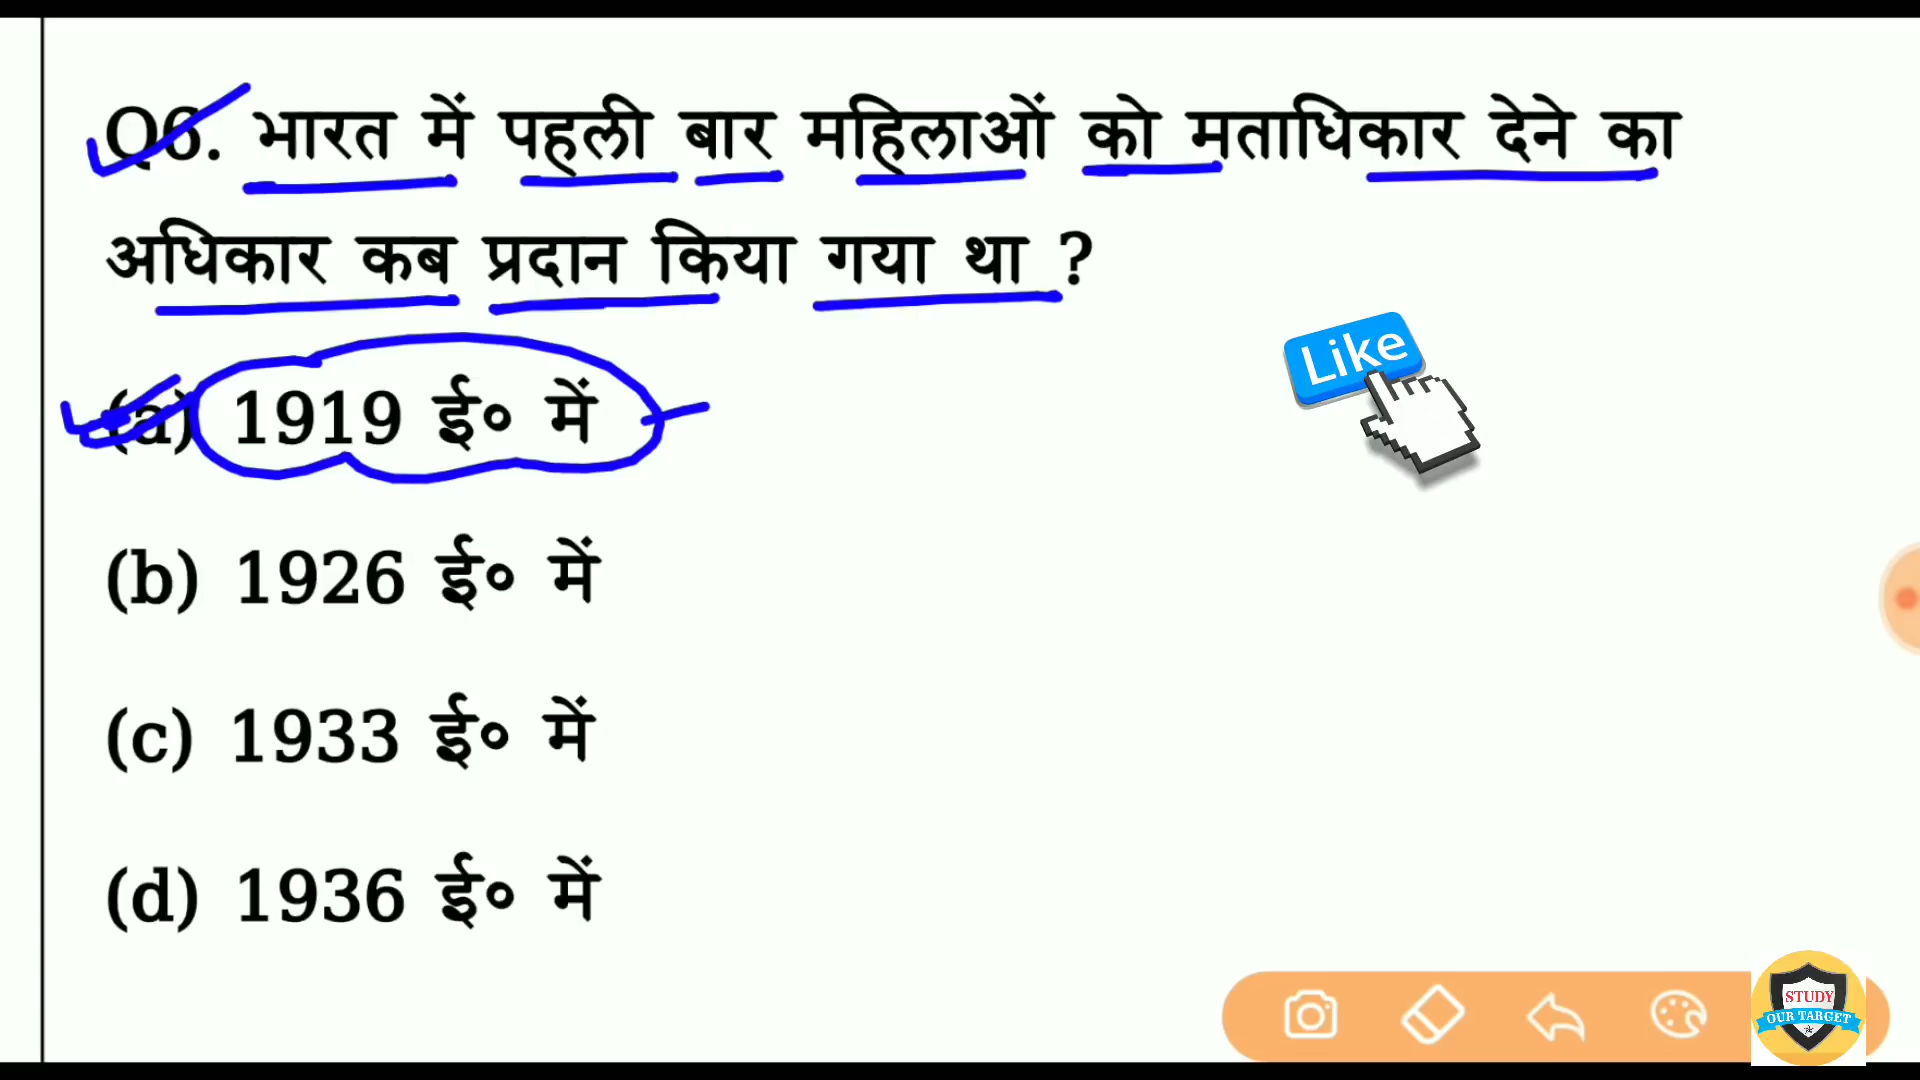 Q6. भारत में पहली बार महिलाओं को मताधिकार देने का
अधिकार कब प्रदान किया गया था ?
(a) 1919 ई० में
Like
(b) 1926 ई० में
(c) 1933 ई० में
(d) 1936 ई० में
STUDY
OUR TARGET